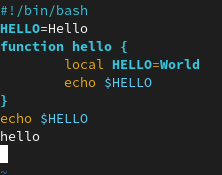 #!/bin/bash
HELLO=Hello
function hello {
        local HELLO=World
        echo $HELLO
}
echo $HELLO
hello
~